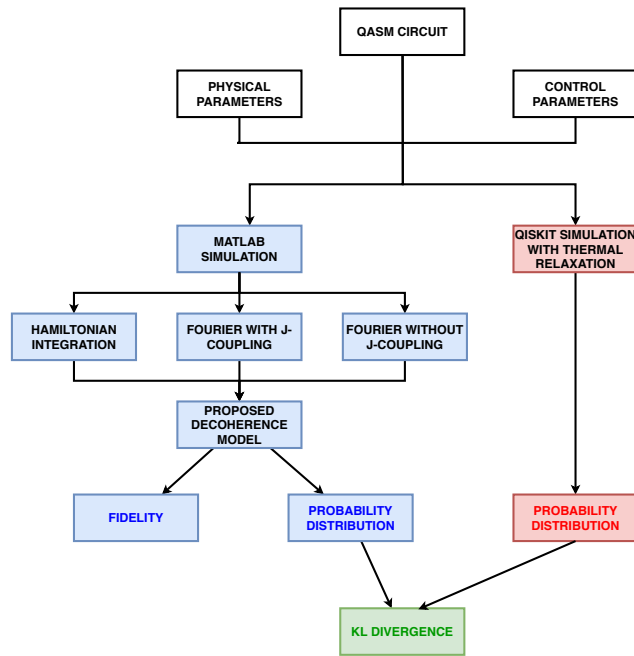 QASM CIRCUIT
PHYSICAL
PARAMETERS
CONTROL
PARAMETERS
MATLAB
SIMULATION
QISKIT SIMULATION
WITH THERMAL
RELAXATION
HAMILTONIAN
INTEGRATION
FOURIER WITH J-
COUPLING
FOURIER WITHOUT
J-COUPLING
PROPOSED
DECOHERENCE
MODEL
FIDELITY
PROBABILITY
DISTRIBUTION
PROBABILITY
DISTRIBUTION
KL DIVERGENCE